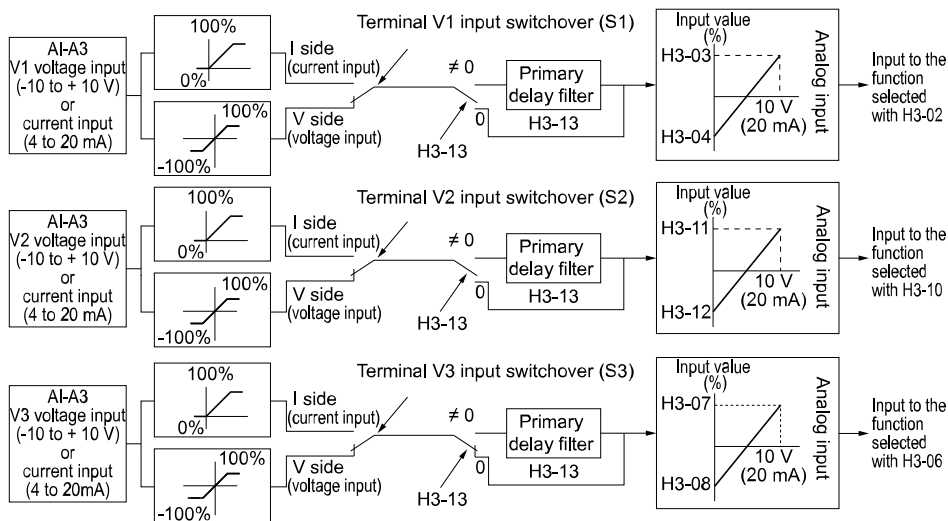 AI-A3
V1 voltage input
(-10 to + 10 V)
or
current input
(4 to 20 mA)
100%
0%
100%
-100%
I side
(current input)
V side
(voltage input)
Terminal V1 input switchover (S1)
≠ 0
0
H3-13
Primary
delay filter
H3-13
Input value
(%)
H3-03
H3-04
10 V
(20 mA)
Analog input
Input to the
function
selected
with H3-02
AI-A3
V2 voltage input
(-10 to + 10 V)
or
current input
(4 to 20 mA)
100%
0%
100%
-100%
I side
(current input)
V side
(voltage input)
Terminal V2 input switchover (S2)
≠ 0
0
H3-13
Primary
delay filter
H3-13
Input value
(%)
H3-11
H3-12
10 V
(20 mA)
Analog input
Input to the
function
selected
with H3-10
AI-A3
V3 voltage input
(-10 to + 10 V)
or
current input
(4 to 20mA)
100%
0%
100%
-100%
I side
(current input)
V side
(voltage input)
Terminal V3 input switchover (S3)
≠ 0
0
H3-13
Primary
delay filter
H3-13
Input value
(%)
H3-07
H3-08
10 V
(20 mA)
Analog input
Input to the
function
selected
with H3-06